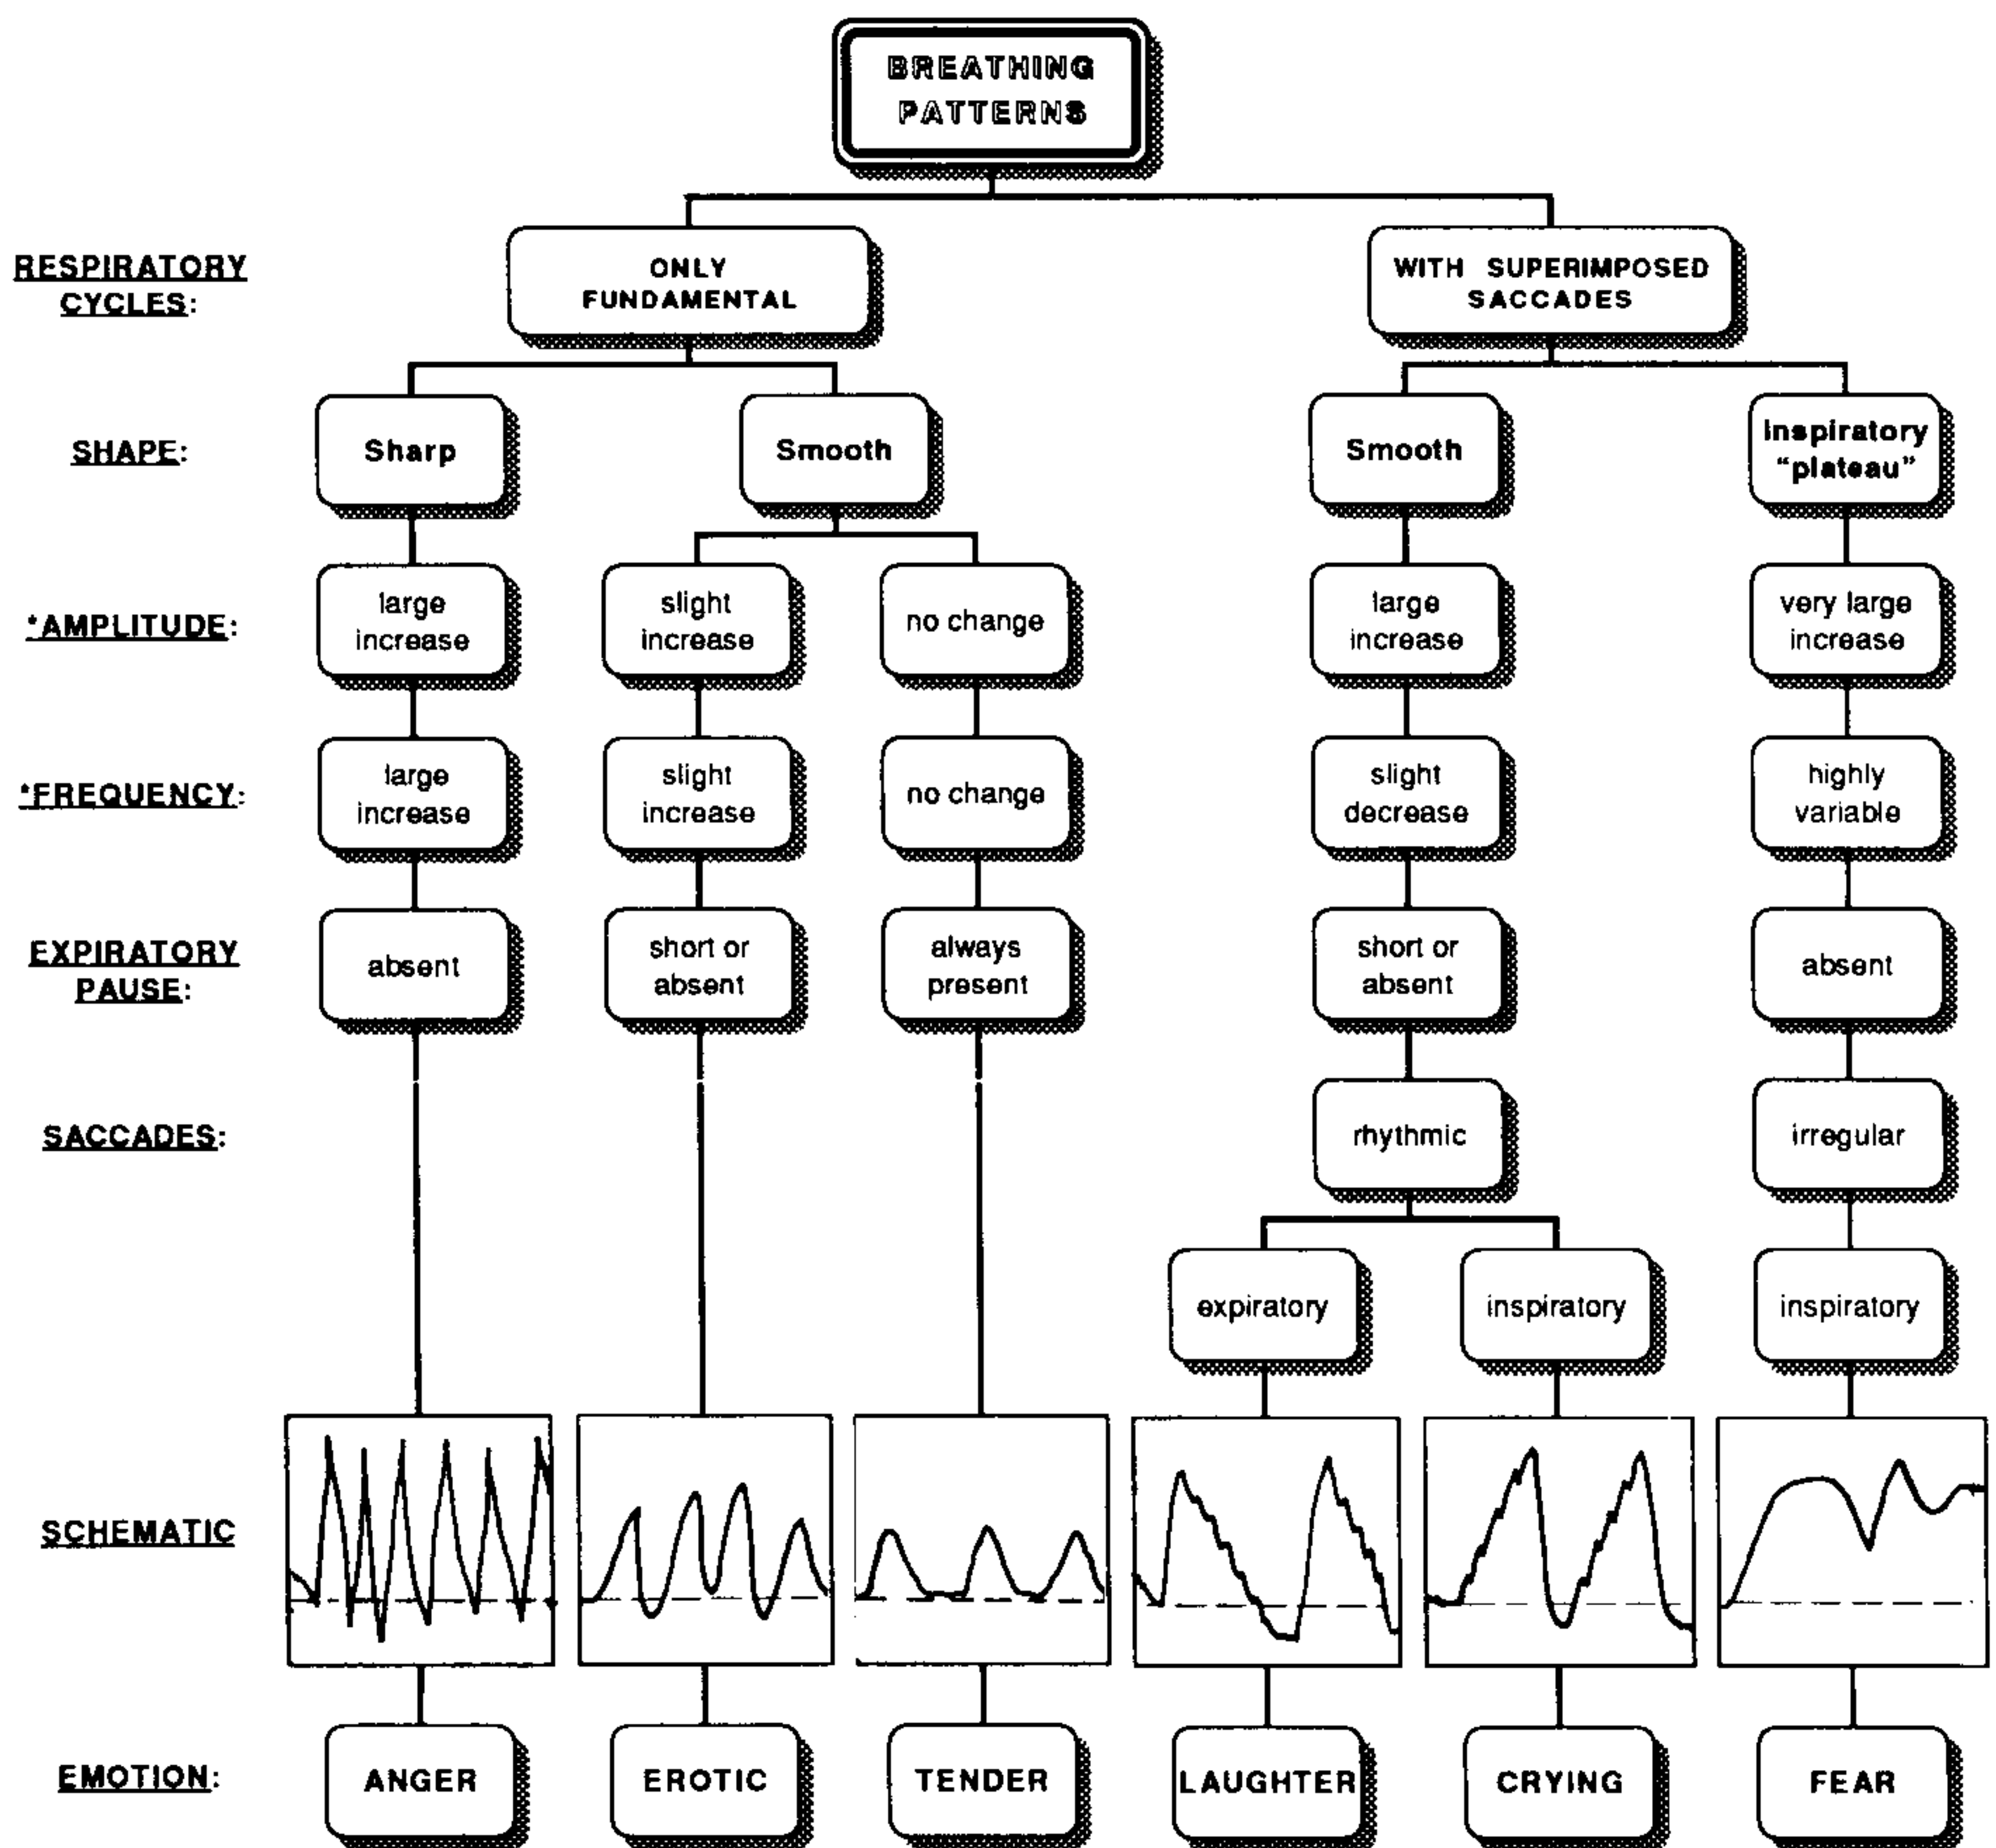 BREATHING
PATTERNS
RESPIRATORY
CYCLES:
ONLY
FUNDAMENTAL
WITH SUPERIMPOSED
SACCADES
SHAPE:
Sharp
Smooth
Smooth
Inspiratory
“plateau”
*AMPLITUDE:
large
increase
slight
increase
no change
large
increase
very large
increase
*FREQUENCY:
large
increase
slight
increase
no change
slight
decrease
highly
variable
EXPIRATORY
PAUSE:
absent
short or
absent
always
present
short or
absent
absent
SACCADES:
rhythmic
irregular
expiratory
inspiratory
inspiratory
SCHEMATIC
EMOTION:
ANGER
EROTIC
TENDER
LAUGHTER
CRYING
FEAR